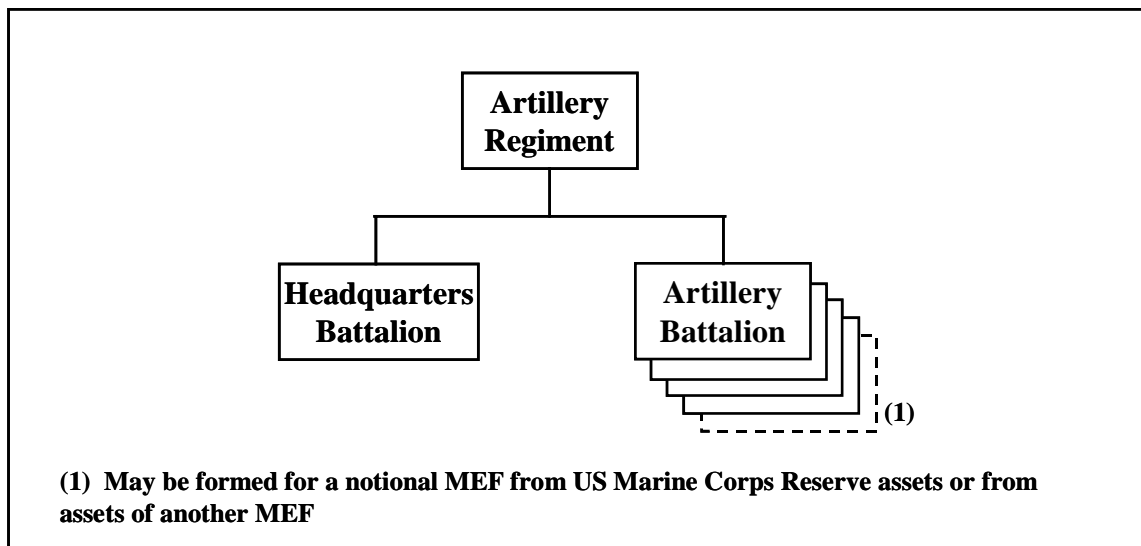 Artillery
Regiment
Headquarters
Battalion
Artillery
Battalion
(1)
(1) May be formed for a notional MEF from US Marine Corps Reserve assets or from
assets of another MEF